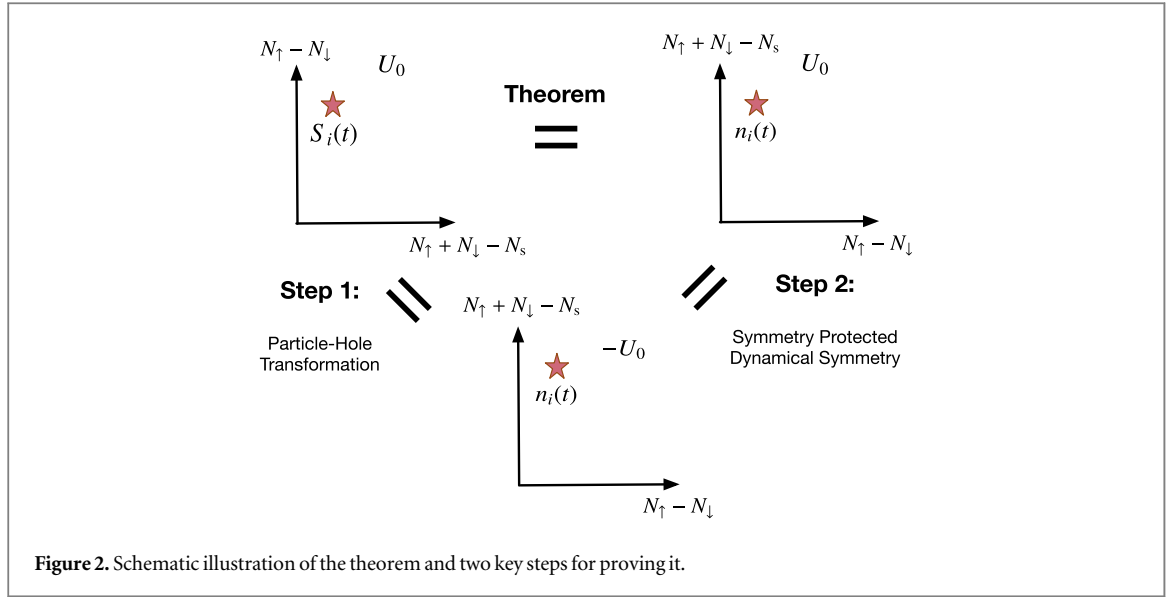 N↑ − N↓
U₀
Sᵢ(t)
N↑ + N↓ − Nₛ
Theorem
=
N↑ + N↓ − Nₛ
U₀
nᵢ(t)
N↑ − N↓
Step 1:
Particle-Hole
Transformation
N↑ + N↓ − Nₛ
−U₀
nᵢ(t)
N↑ − N↓
Step 2:
Symmetry Protected
Dynamical Symmetry
Figure 2. Schematic illustration of the theorem and two key steps for proving it.